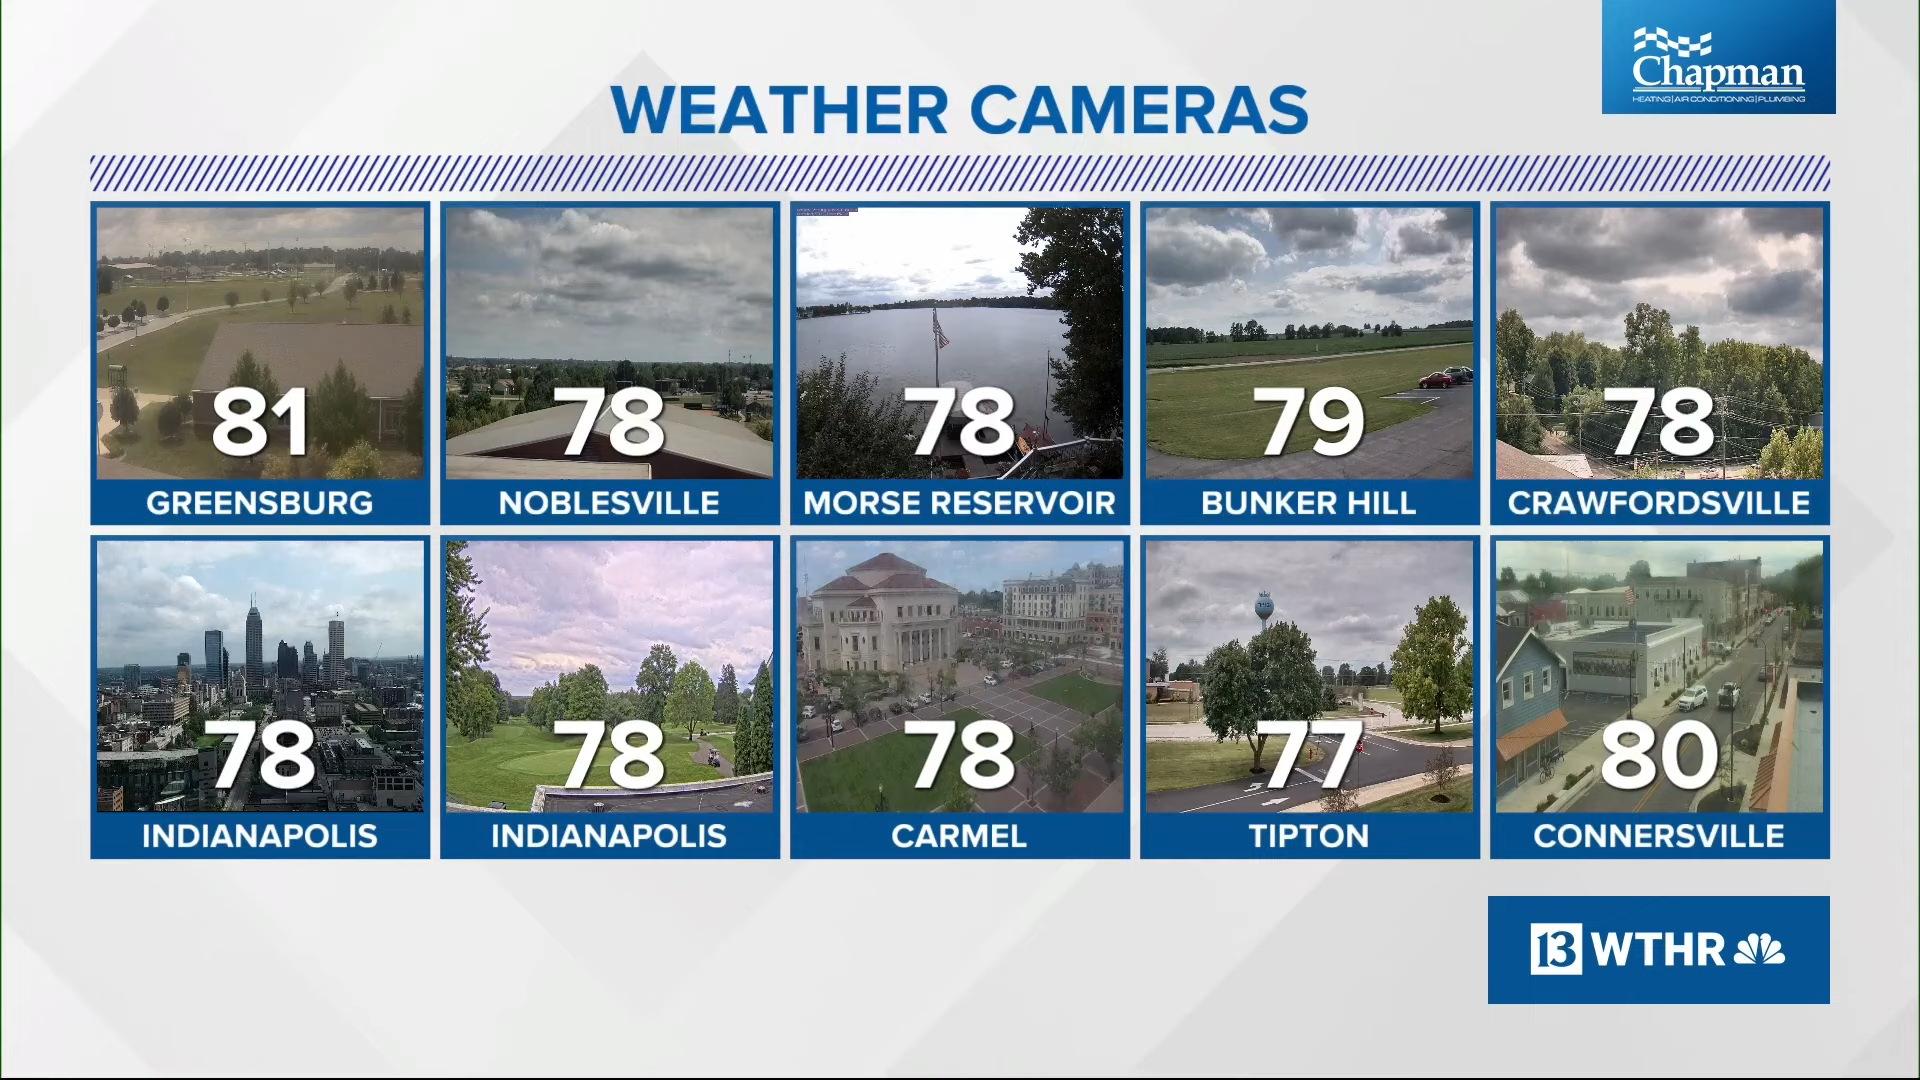 Chapman
HEATING|AIR CONDITIONING|PLUMBING
WEATHER CAMERAS
81
78
78
79
78
GREENSBURG
NOBLESVILLE
MORSE RESERVOIR
BUNKER HILL
CRAWFORDSVILLE
78
78
78
77
80
INDIANAPOLIS
INDIANAPOLIS
CARMEL
TIPTON
CONNERSVILLE
13 WTHR